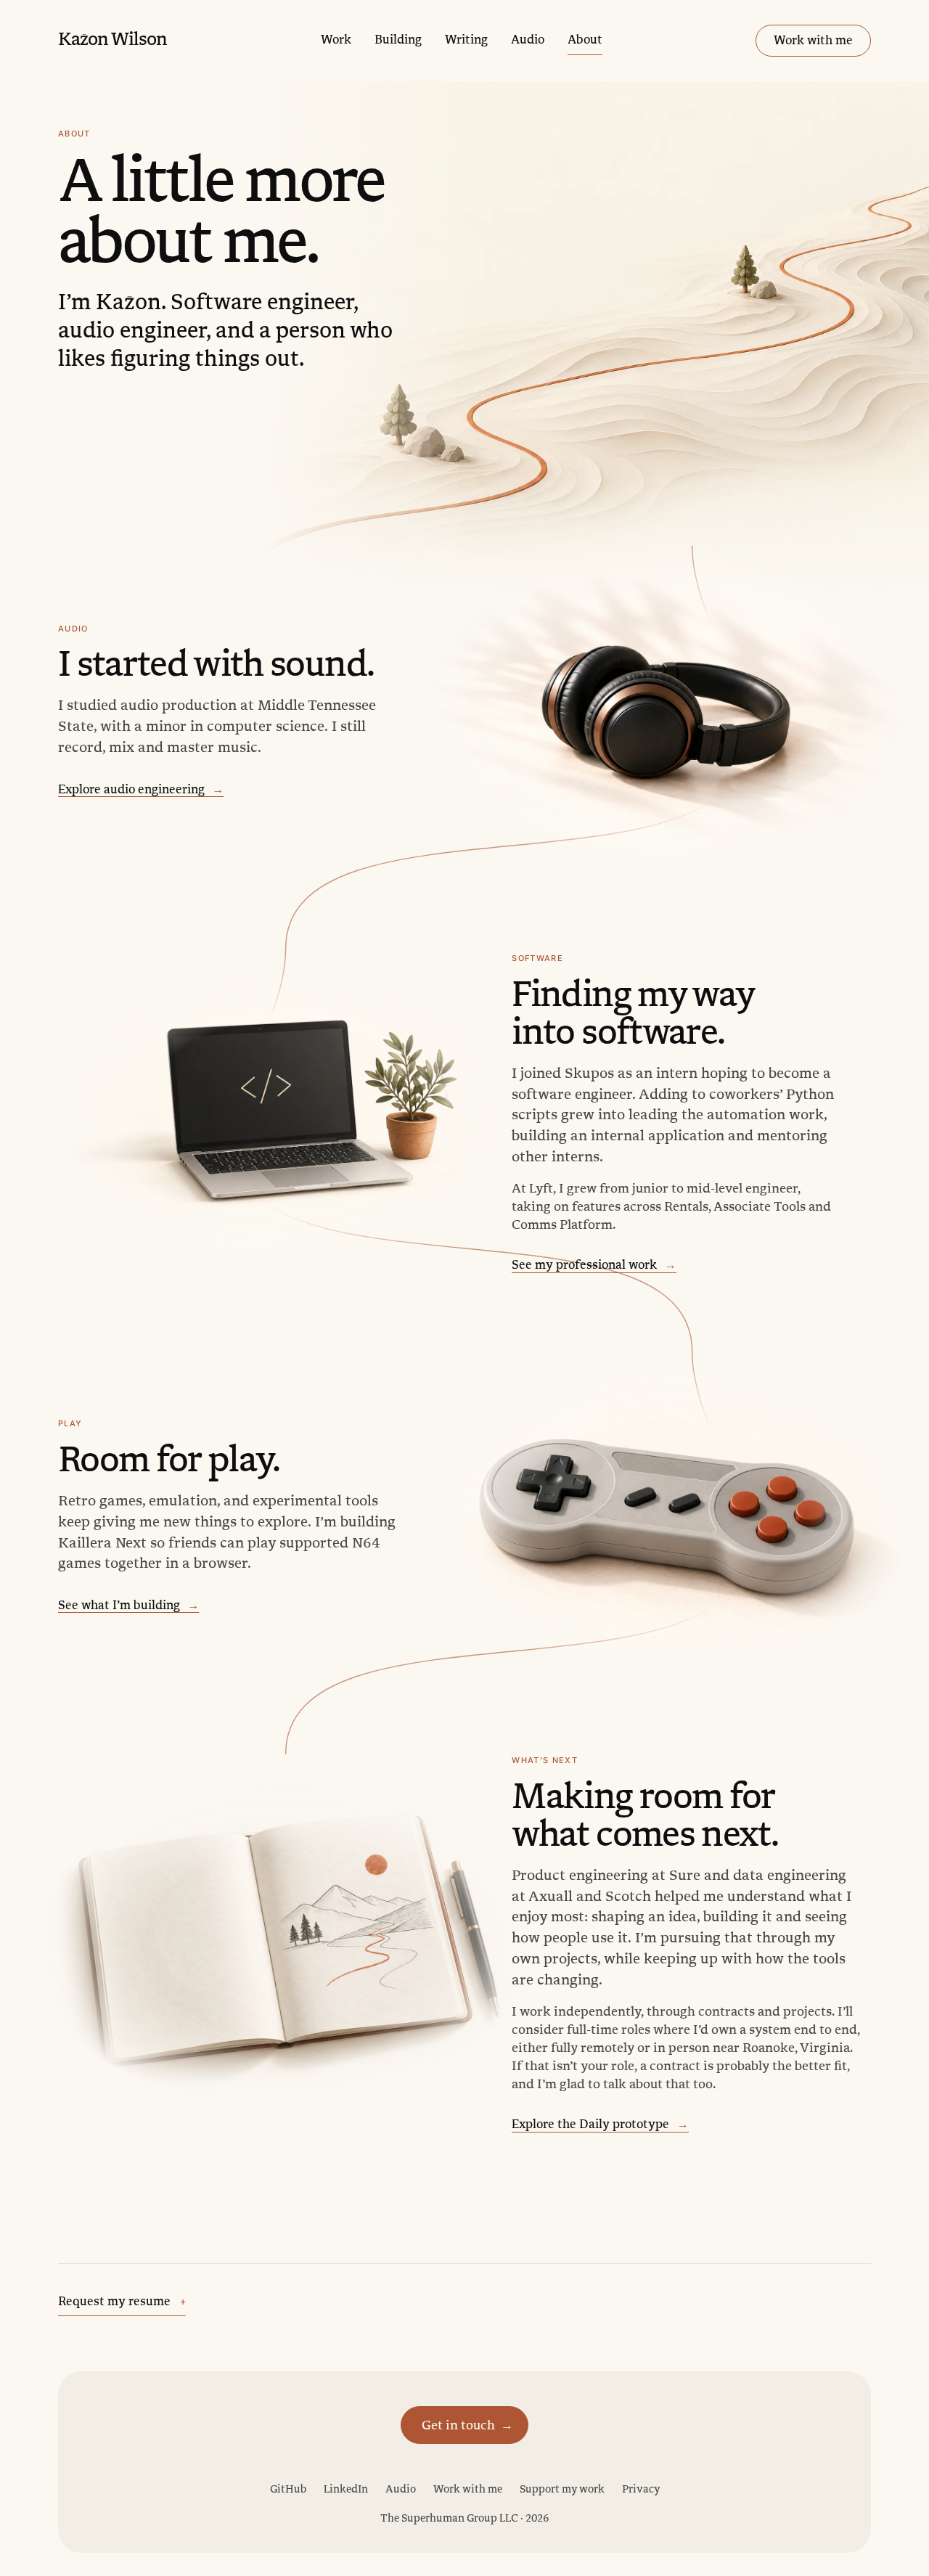 Kazon Wilson
Work Building Writing Audio About
Work with me
ABOUT
A little more
about me.
I’m Kazon. Software engineer,
audio engineer, and a person who
likes figuring things out.
AUDIO
I started with sound.
I studied audio production at Middle Tennessee
State, with a minor in computer science. I still
record, mix and master music.
Explore audio engineering →
SOFTWARE
Finding my way
into software.
I joined Skupos as an intern hoping to become a
software engineer. Adding to coworkers’ Python
scripts grew into leading the automation work,
building an internal application and mentoring
other interns.
At Lyft, I grew from junior to mid-level engineer,
taking on features across Rentals, Associate Tools and
Comms Platform.
See my professional work →
</>
PLAY
Room for play.
Retro games, emulation, and experimental tools
keep giving me new things to explore. I’m building
Kaillera Next so friends can play supported N64
games together in a browser.
See what I’m building →
WHAT’S NEXT
Making room for
what comes next.
Product engineering at Sure and data engineering
at Axuall and Scotch helped me understand what I
enjoy most: shaping an idea, building it and seeing
how people use it. I’m pursuing that through my
own projects, while keeping up with how the tools
are changing.
I work independently, through contracts and projects. I’ll
consider full-time roles where I’d own a system end to end,
either fully remotely or in person near Roanoke, Virginia.
If that isn’t your role, a contract is probably the better fit,
and I’m glad to talk about that too.
Explore the Daily prototype →
Request my resume +
Get in touch →
GitHub LinkedIn Audio Work with me Support my work Privacy
The Superhuman Group LLC · 2026